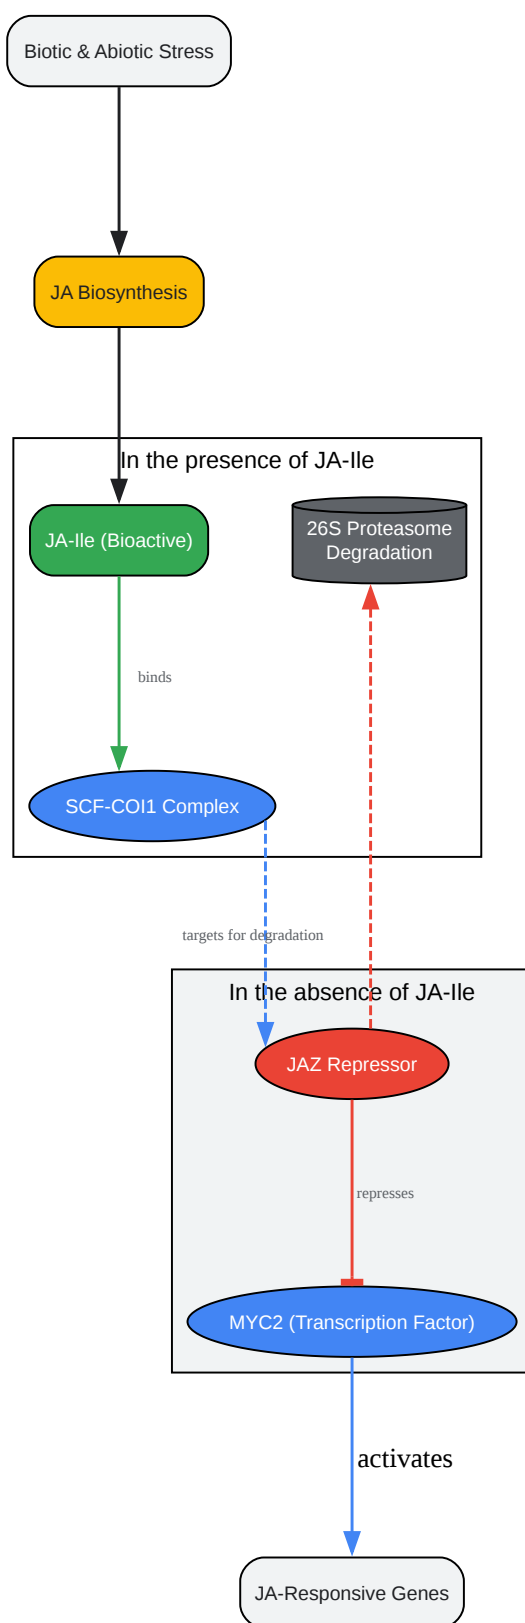 Biotic & Abiotic Stress
JA Biosynthesis
In the presence of JA-Ile
JA-Ile (Bioactive)
26S Proteasome
Degradation
binds
SCF-COI1 Complex
targets for degradation
In the absence of JA-Ile
JAZ Repressor
represses
MYC2 (Transcription Factor)
activates
JA-Responsive Genes